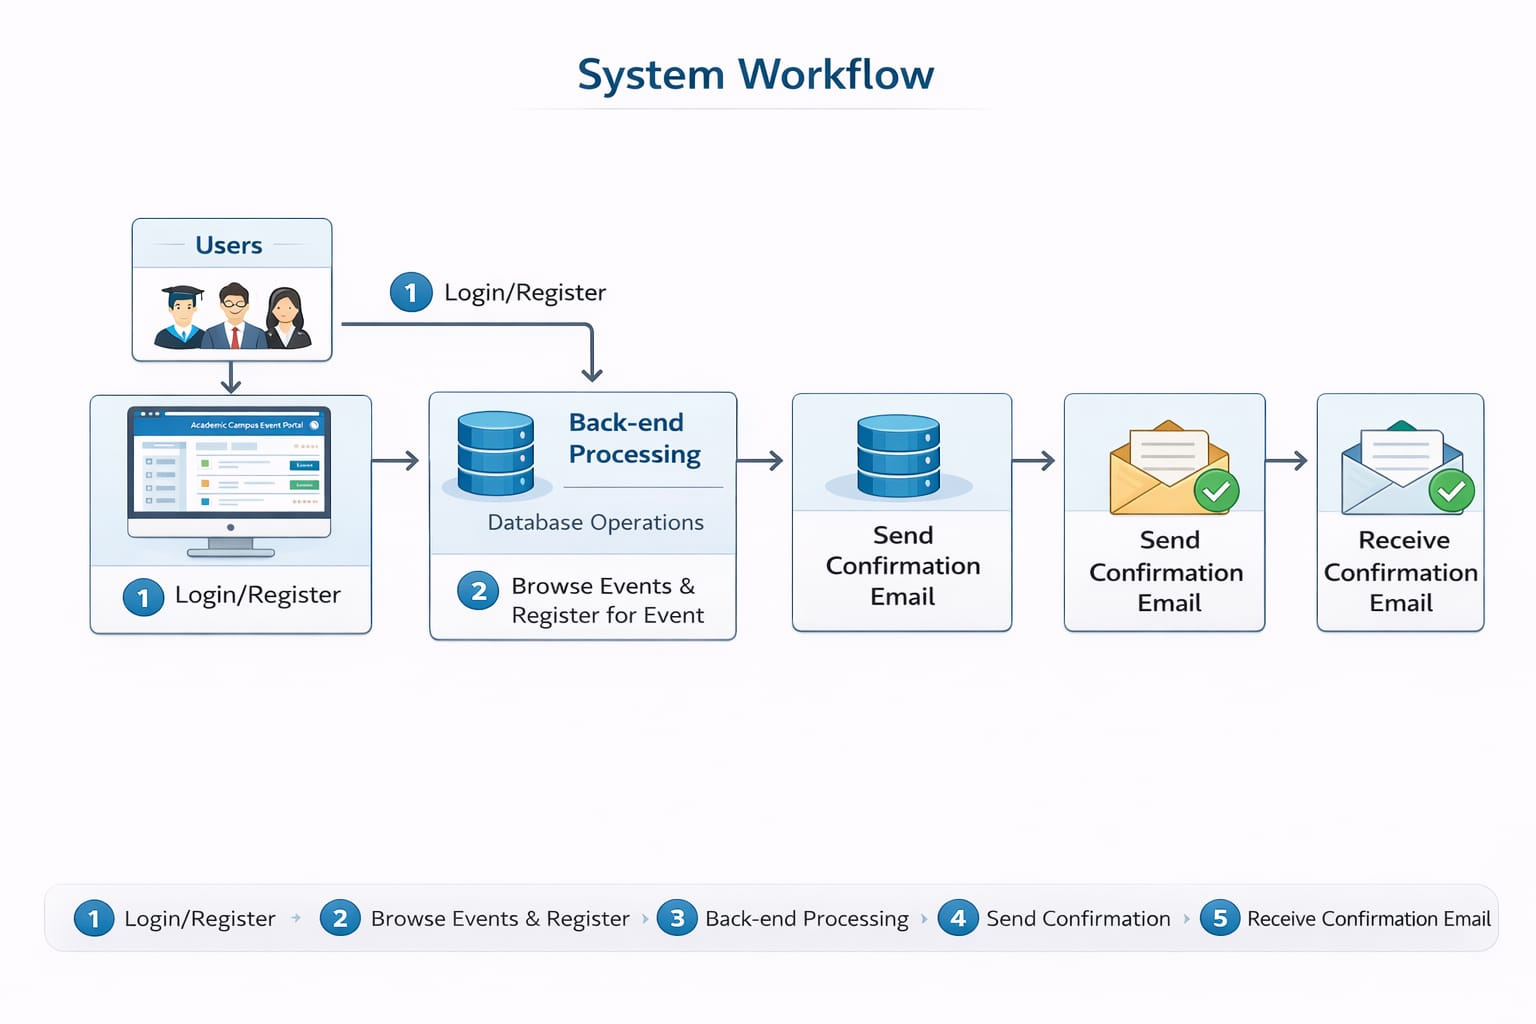 System Workflow
Users
1 Login/Register
Academic Campus Event Portal
1 Login/Register
Back-end
Processing
Database Operations
2 Browse Events &
Register for Event
Send
Confirmation
Email
Send
Confirmation
Email
Receive
Confirmation
Email
1 Login/Register
2 Browse Events & Register
3 Back-end Processing
4 Send Confirmation
5 Receive Confirmation Email